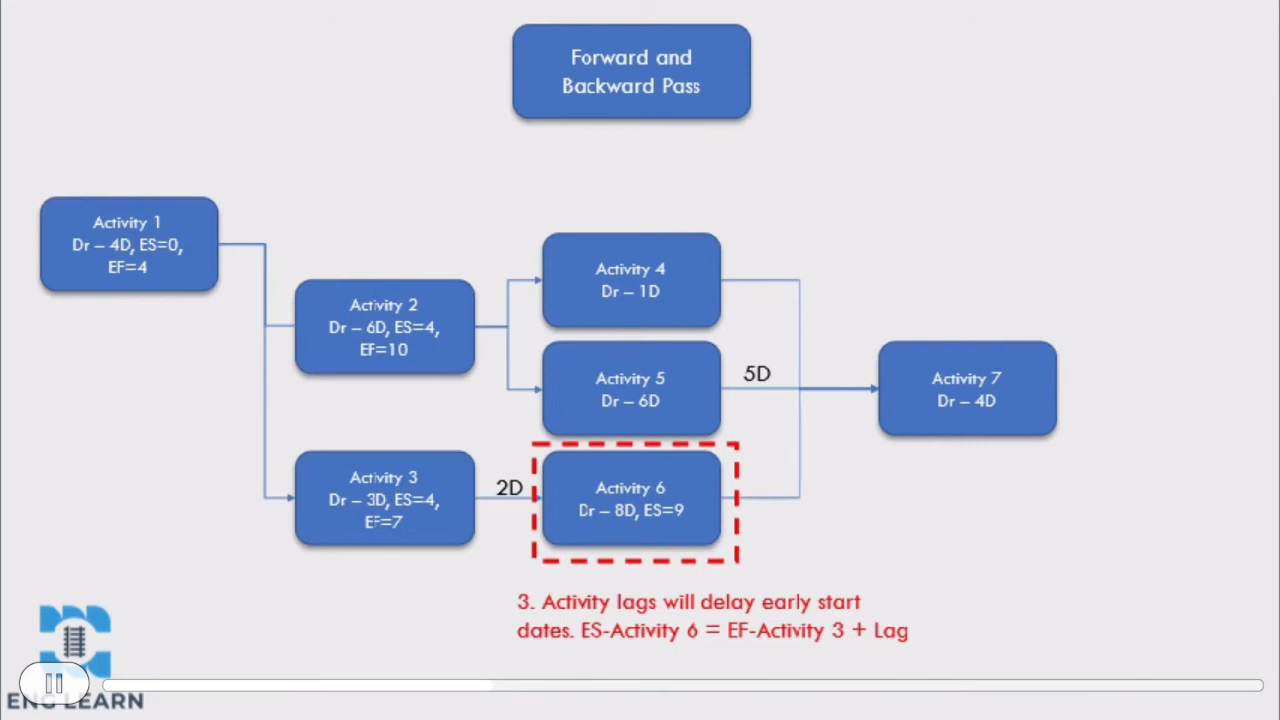 Forward and
Backward Pass
Activity 1
Dr – 4D, ES=0,
EF=4
Activity 2
Dr – 6D, ES=4,
EF=10
Activity 3
Dr – 3D, ES=4,
EF=7
2D
Activity 4
Dr – 1D
Activity 5
Dr – 6D
5D
Activity 6
Dr – 8D, ES=9
Activity 7
Dr – 4D
3. Activity lags will delay early start
dates. ES-Activity 6 = EF-Activity 3 + Lag
ENG LEARN